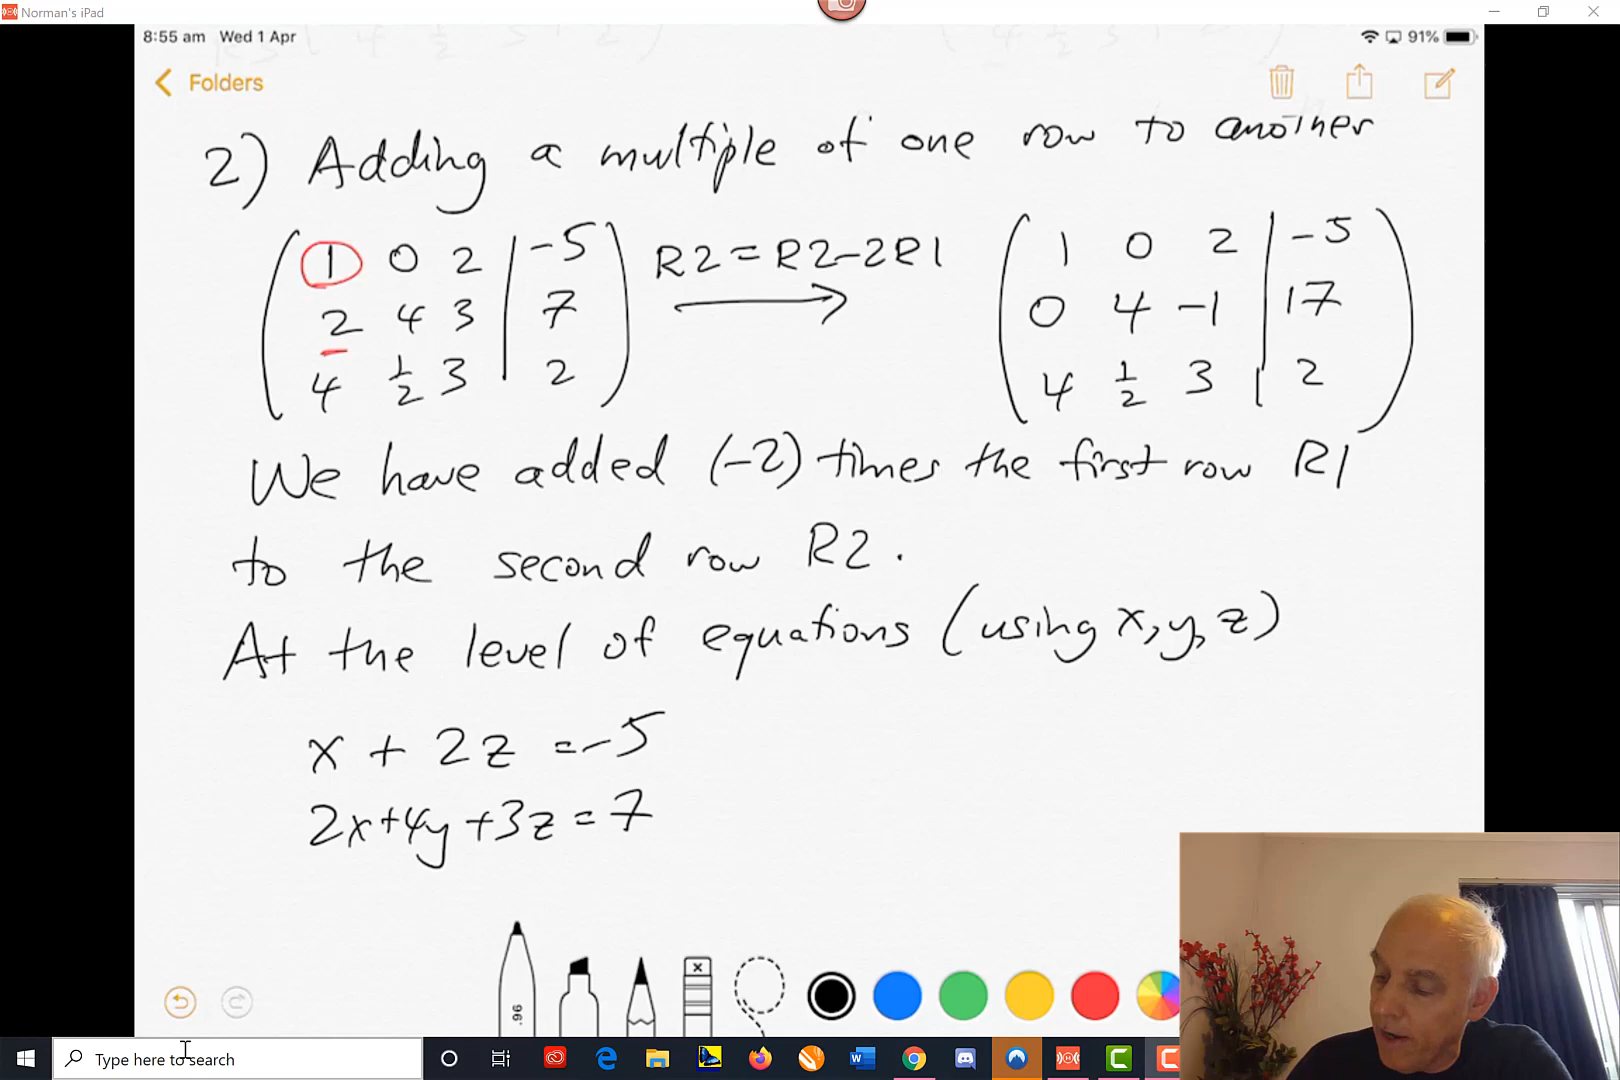 Norman's iPad
8:55 am Wed 1 Apr
91%
Folders
2) Adding a multiple of one row to another
1 0 2 | -5 R2 = R2-2R1 1 0 2 | -5
2 4 3 | 7 → 0 4 -1 | 17
4 1/2 3 | 2 4 1/2 3 | 2
We have added (-2) times the first row R1
to the second row R2.
At the level of equations (using x, y, z)
x + 2z = -5
2x+4y+3z = 7
.96
Type here to search